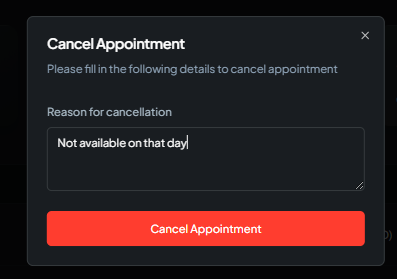 Cancel Appointment
Please fill in the following details to cancel appointment
Reason for cancellation
Not available on that day
Cancel Appointment